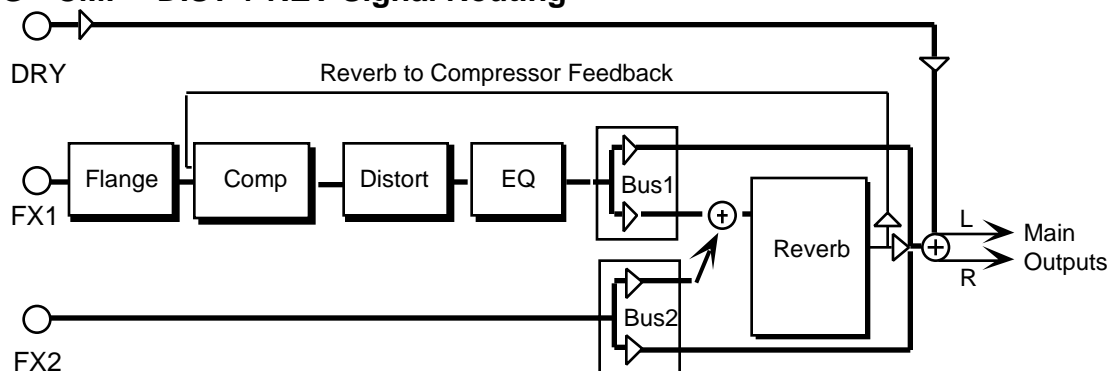 DRY
Reverb to Compressor Feedback
Flange
Comp
Distort
EQ
Bus1
FX1
Reverb
L
Main
Outputs
R
Bus2
FX2